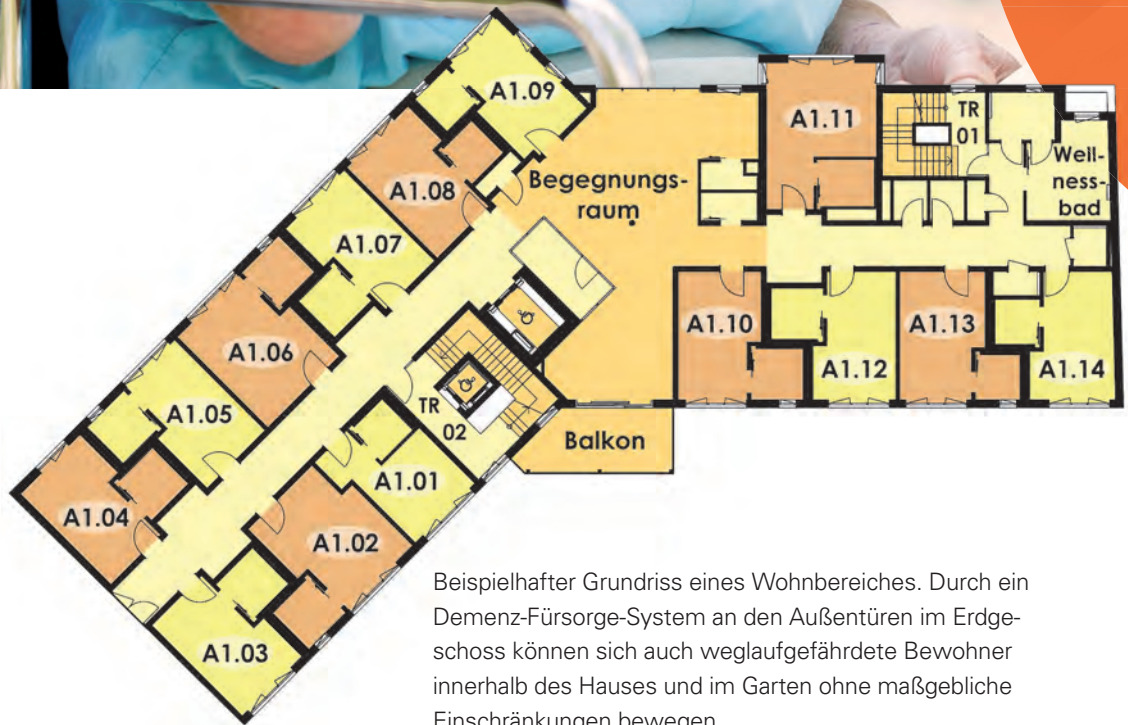 A1.09
A1.11
TR
01
Well-
ness-
bad
A1.08
Begegnungs-
raum
A1.07
A1.06
A1.10
A1.13
A1.12
A1.14
A1.05
TR
02
Balkon
A1.01
A1.04
A1.02
A1.03
Beispielhafter Grundriss eines Wohnbereiches. Durch ein
Demenz-Fürsorge-System an den Außentüren im Erdge-
schoss können sich auch weglaufgefährdete Bewohner
innerhalb des Hauses und im Garten ohne maßgebliche
Einschränkungen bewegen